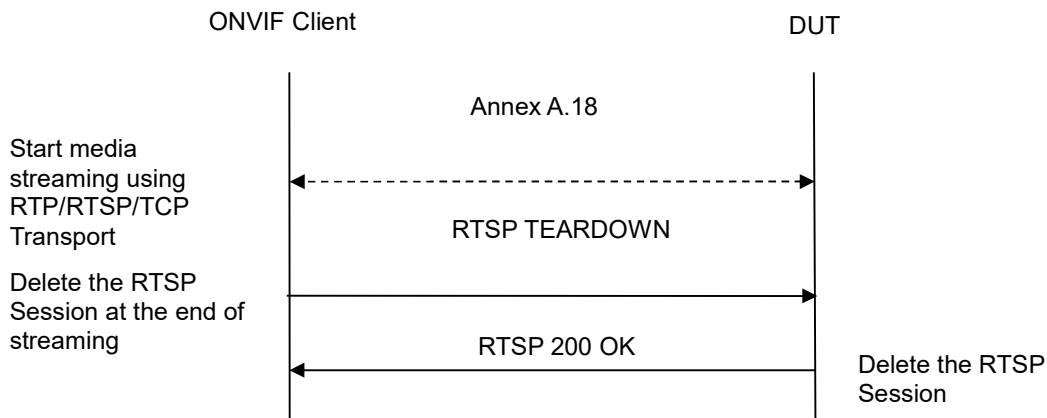 ONVIF Client
DUT
Annex A.18
Start media
streaming using
RTP/RTSP/TCP
Transport
RTSP TEARDOWN
Delete the RTSP
Session at the end of
streaming
RTSP 200 OK
Delete the RTSP
Session